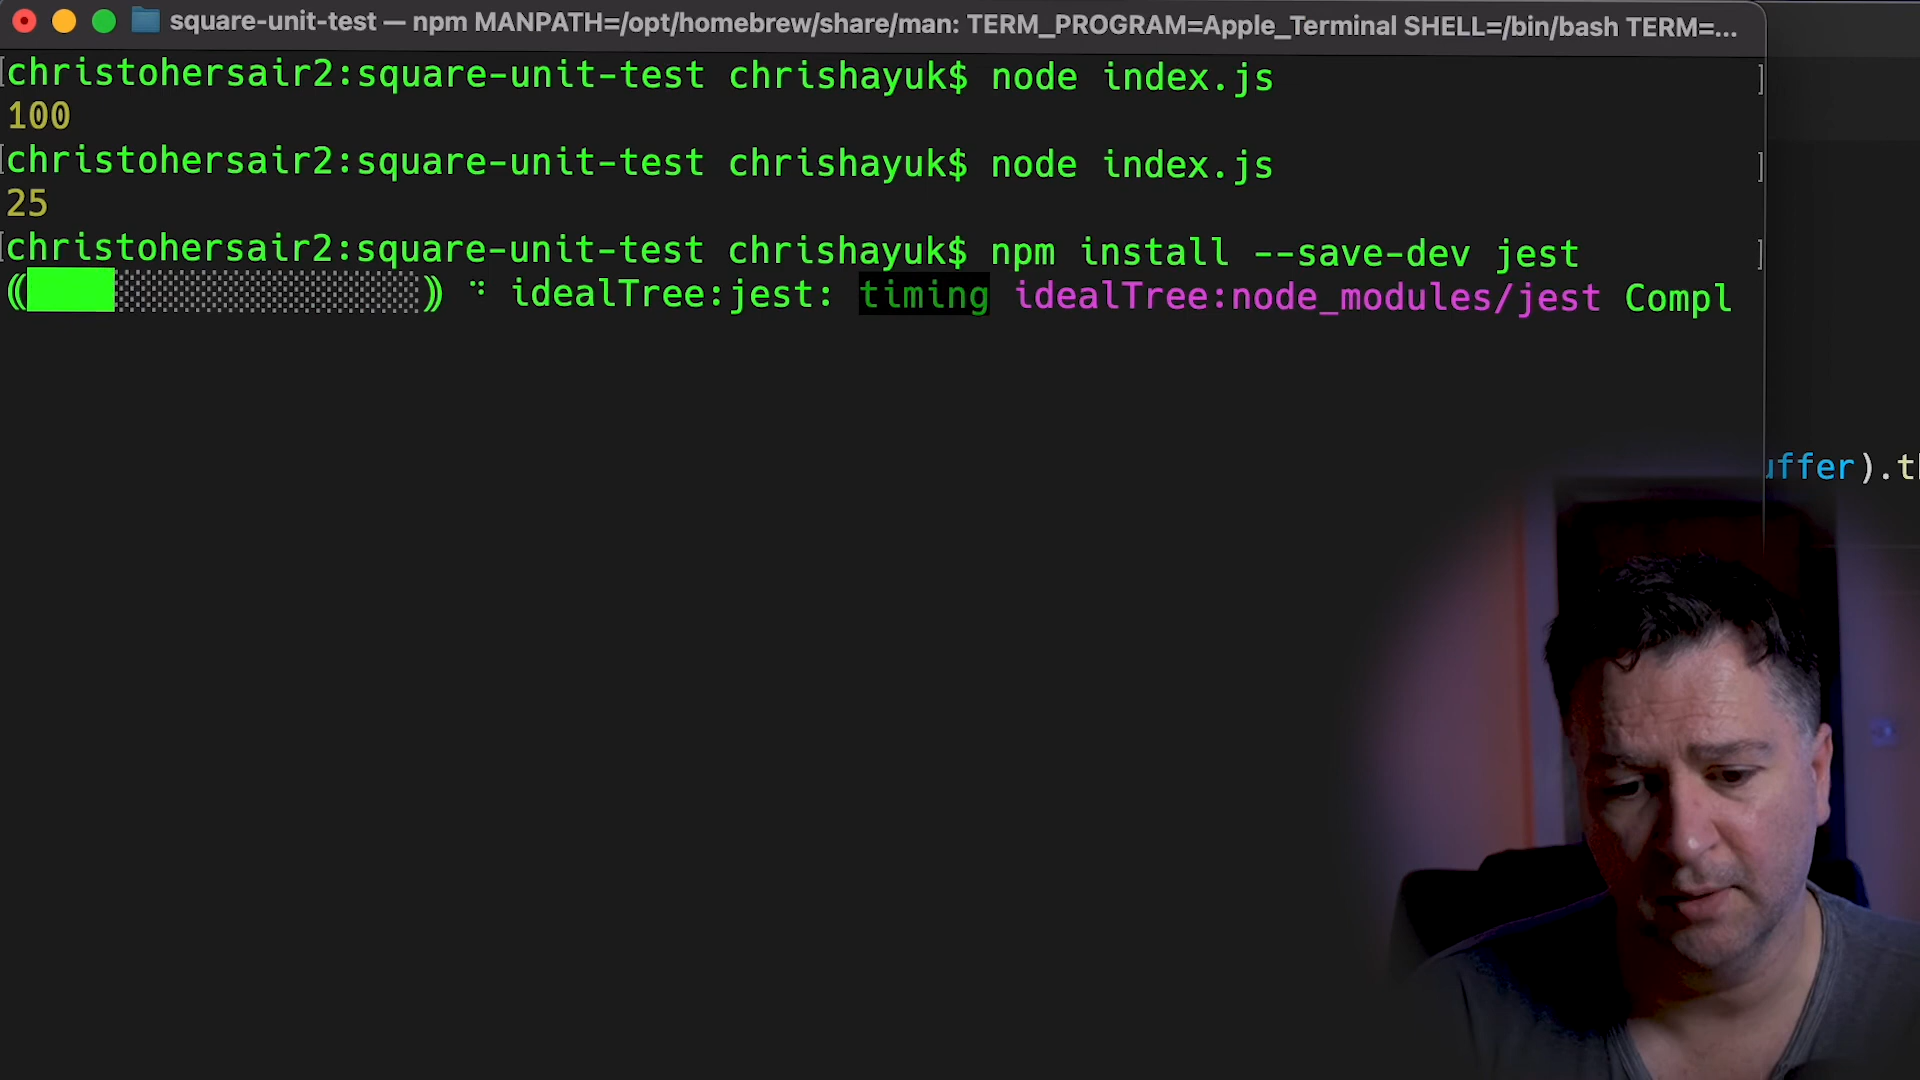 square-unit-test — npm MANPATH=/opt/homebrew/share/man: TERM_PROGRAM=Apple_Terminal SHELL=/bin/bash TERM=...
[christohersair2:square-unit-test chrishayuk$ node index.js ]
100
[christohersair2:square-unit-test chrishayuk$ node index.js ]
25
[christohersair2:square-unit-test chrishayuk$ npm install --save-dev jest ]
(████░░░░░░░░░░░░░░) ⠙ idealTree:jest: timing idealTree:node_modules/jest Compl
uffer).t